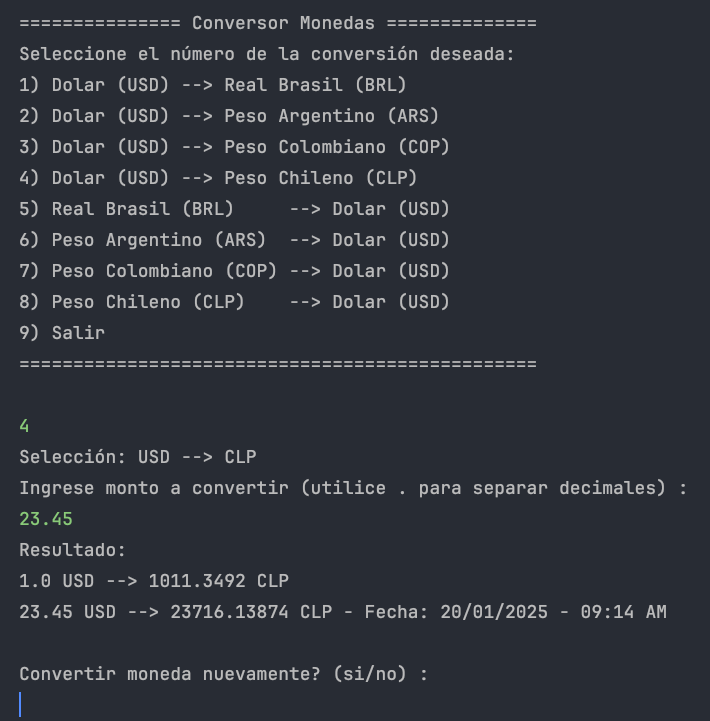 =============== Conversor Monedas ==============
Seleccione el número de la conversión deseada:
1) Dolar (USD) --> Real Brasil (BRL)
2) Dolar (USD) --> Peso Argentino (ARS)
3) Dolar (USD) --> Peso Colombiano (COP)
4) Dolar (USD) --> Peso Chileno (CLP)
5) Real Brasil (BRL)     --> Dolar (USD)
6) Peso Argentino (ARS)  --> Dolar (USD)
7) Peso Colombiano (COP) --> Dolar (USD)
8) Peso Chileno (CLP)    --> Dolar (USD)
9) Salir
================================================
4
Selección: USD --> CLP
Ingrese monto a convertir (utilice . para separar decimales) :
23.45
Resultado:
1.0 USD --> 1011.3492 CLP
23.45 USD --> 23716.13874 CLP - Fecha: 20/01/2025 - 09:14 AM
Convertir moneda nuevamente? (si/no) :